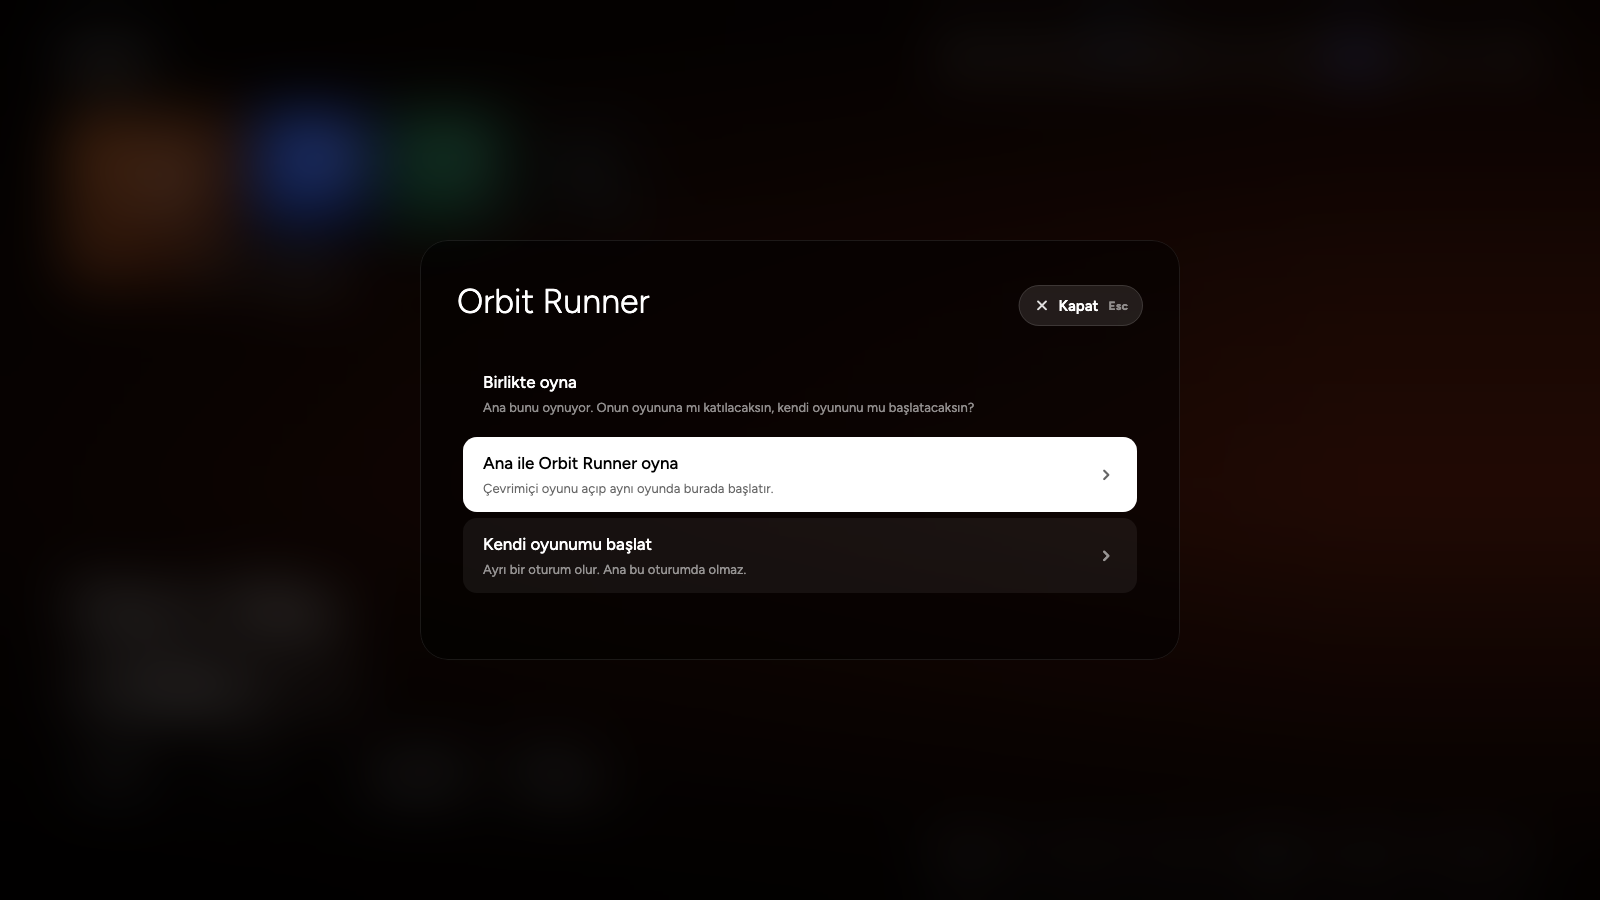 Orbit Runner
Kapat Esc
Birlikte oyna
Ana bunu oynuyor. Onun oyununa mı katılacaksın, kendi oyununu mu başlatacaksın?
Ana ile Orbit Runner oyna
Çevrimiçi oyunu açıp aynı oyunda burada başlatır.
Kendi oyunumu başlat
Ayrı bir oturum olur. Ana bu oturumda olmaz.